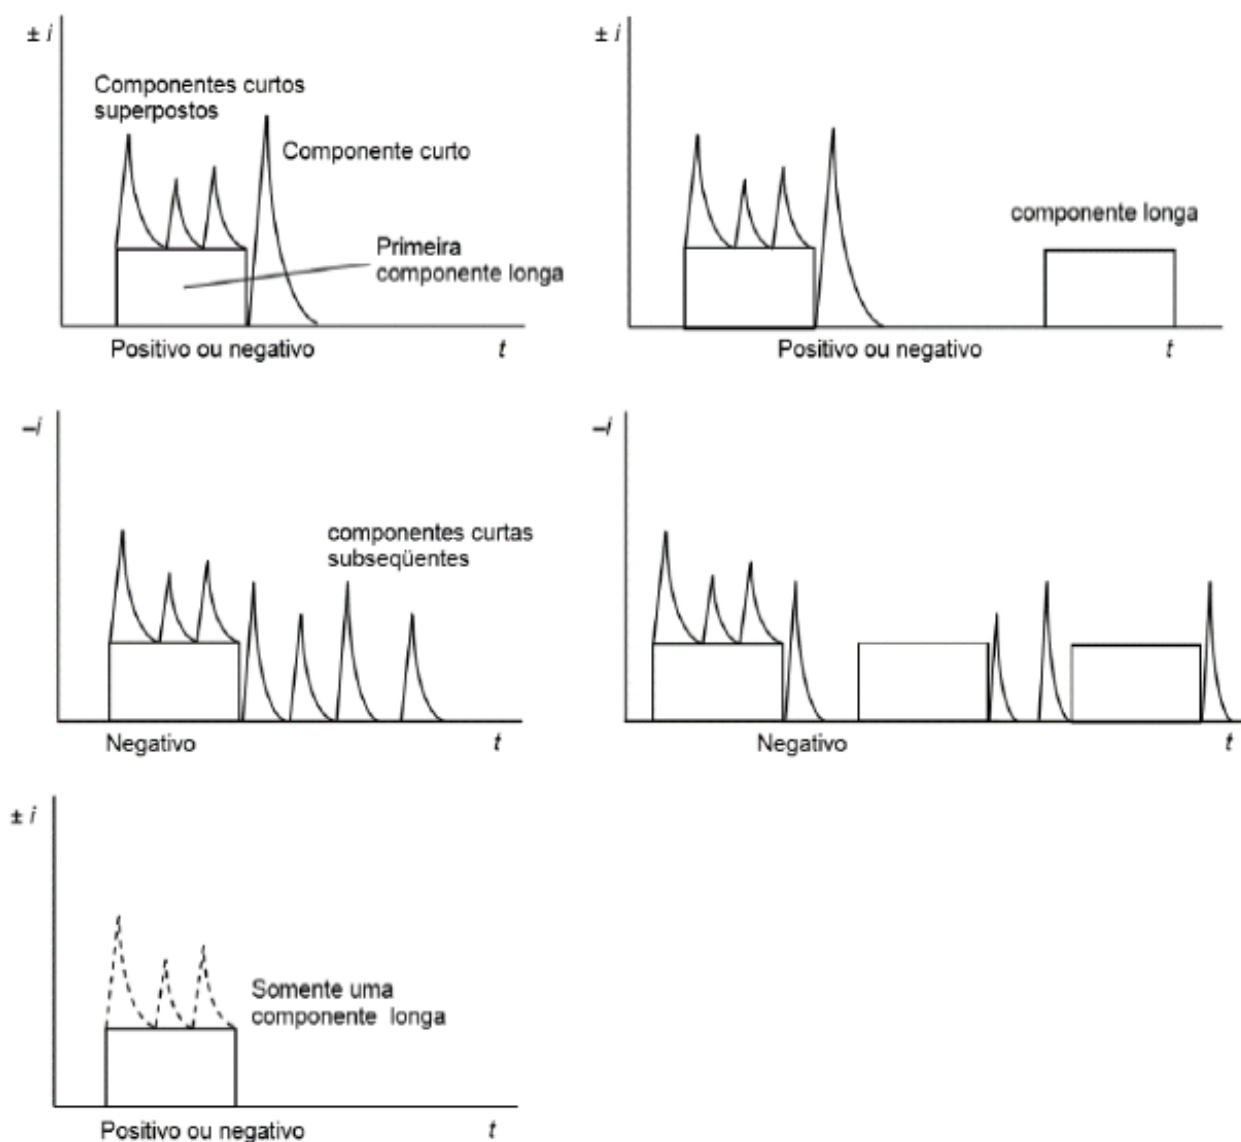 ± i
Componentes curtos
superpostos
Componente curto
Primeira
componente longa
Positivo ou negativo
t
± i
componente longa
Positivo ou negativo
t
–i
componentes curtas
subseqüentes
Negativo
t
–i
Negativo
t
± i
Somente uma
componente longa
Positivo ou negativo
t